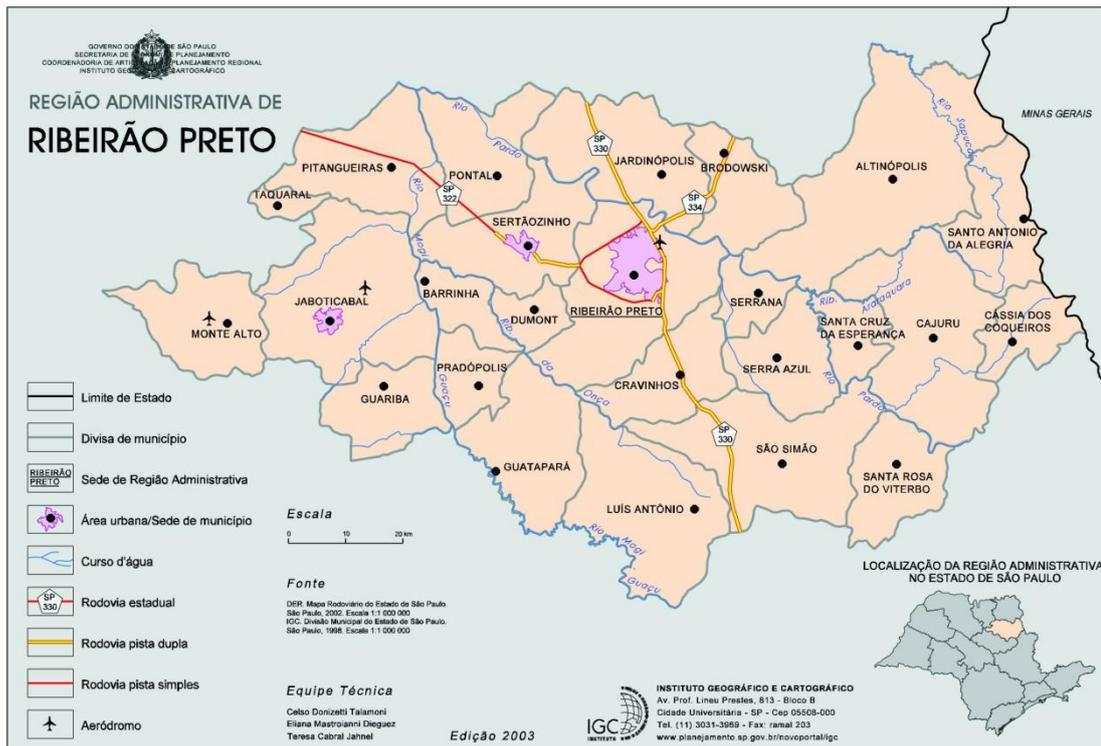 GOVERNO DO ESTADO DE SÃO PAULO
SECRETARIA DE ECONOMIA E PLANEJAMENTO
COORDENADORIA DE ARTICULAÇÃO E PLANEJAMENTO REGIONAL
INSTITUTO GEOGRÁFICO E CARTOGRÁFICO
REGIÃO ADMINISTRATIVA DE
RIBEIRÃO PRETO
MINAS GERAIS
Rio
Sapucaí
Rio
Pardo
SP
330
JARDINÓPOLIS
BRODOWSKI
ALTINÓPOLIS
PITANGUEIRAS
PONTAL
Rio
SP
322
SP
334
TAQUARAL
SERTÃOZINHO
SANTO ANTONIO
DA ALEGRIA
Mogi
JABOTICABAL
BARRINHA
Rib.
DUMONT
RIBEIRÃO PRETO
SERRANA
Rib.
Araraquara
MONTE ALTO
SANTA CRUZ
DA ESPERANÇA
CAJURU
CÁSSIA DOS
COQUEIROS
PRADÓPOLIS
da
Onça
CRAVINHOS
SERRA AZUL
Rio
Pardo
GUARIBA
Guaçu
SP
330
GUATAPARÁ
SÃO SIMÃO
SANTA ROSA
DO VITERBO
LUÍS ANTÔNIO
Rio
Mogi
Guaçu
Limite de Estado
Divisa de município
RIBEIRÃO
PRETO
Sede de Região Administrativa
Área urbana/Sede de município
Curso d'água
SP
330
Rodovia estadual
Rodovia pista dupla
Rodovia pista simples
Aeródromo
Escala
0 10 20 km
Fonte
DER. Mapa Rodoviário do Estado de São Paulo.
São Paulo, 2002. Escala 1:1 000 000
IGC. Divisão Municipal do Estado de São Paulo.
São Paulo, 1998. Escala 1:1 000 000
Equipe Técnica
Celso Donizetti Talamoni
Eliana Mastroianni Dieguez
Teresa Cabral Jahnel
Edição 2003
IGC
INSTITUTO
INSTITUTO GEOGRÁFICO E CARTOGRÁFICO
Av. Prof. Lineu Prestes, 813 - Bloco B
Cidade Universitária - SP - Cep 05508-000
Tel. (11) 3031-3989 - Fax: ramal 203
www.planejamento.sp.gov.br/novoportal/igc
LOCALIZAÇÃO DA REGIÃO ADMINISTRATIVA
NO ESTADO DE SÃO PAULO